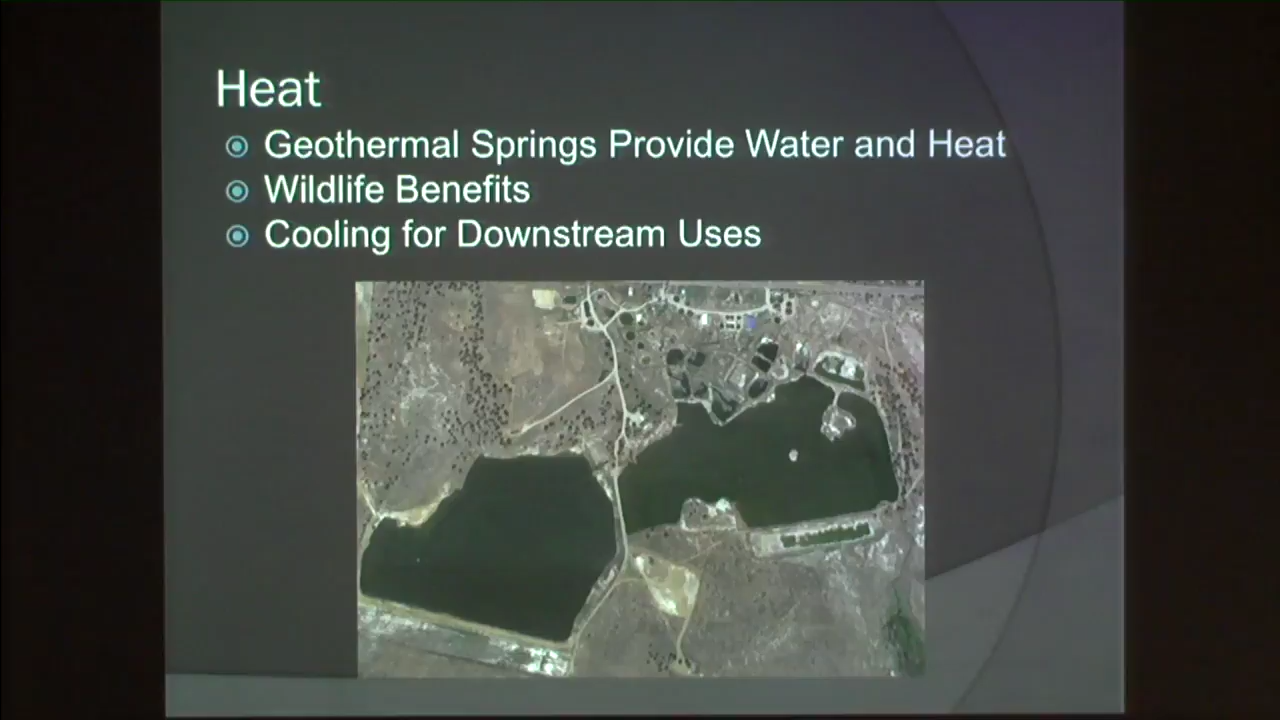 Heat
Geothermal Springs Provide Water and Heat
Wildlife Benefits
Cooling for Downstream Uses